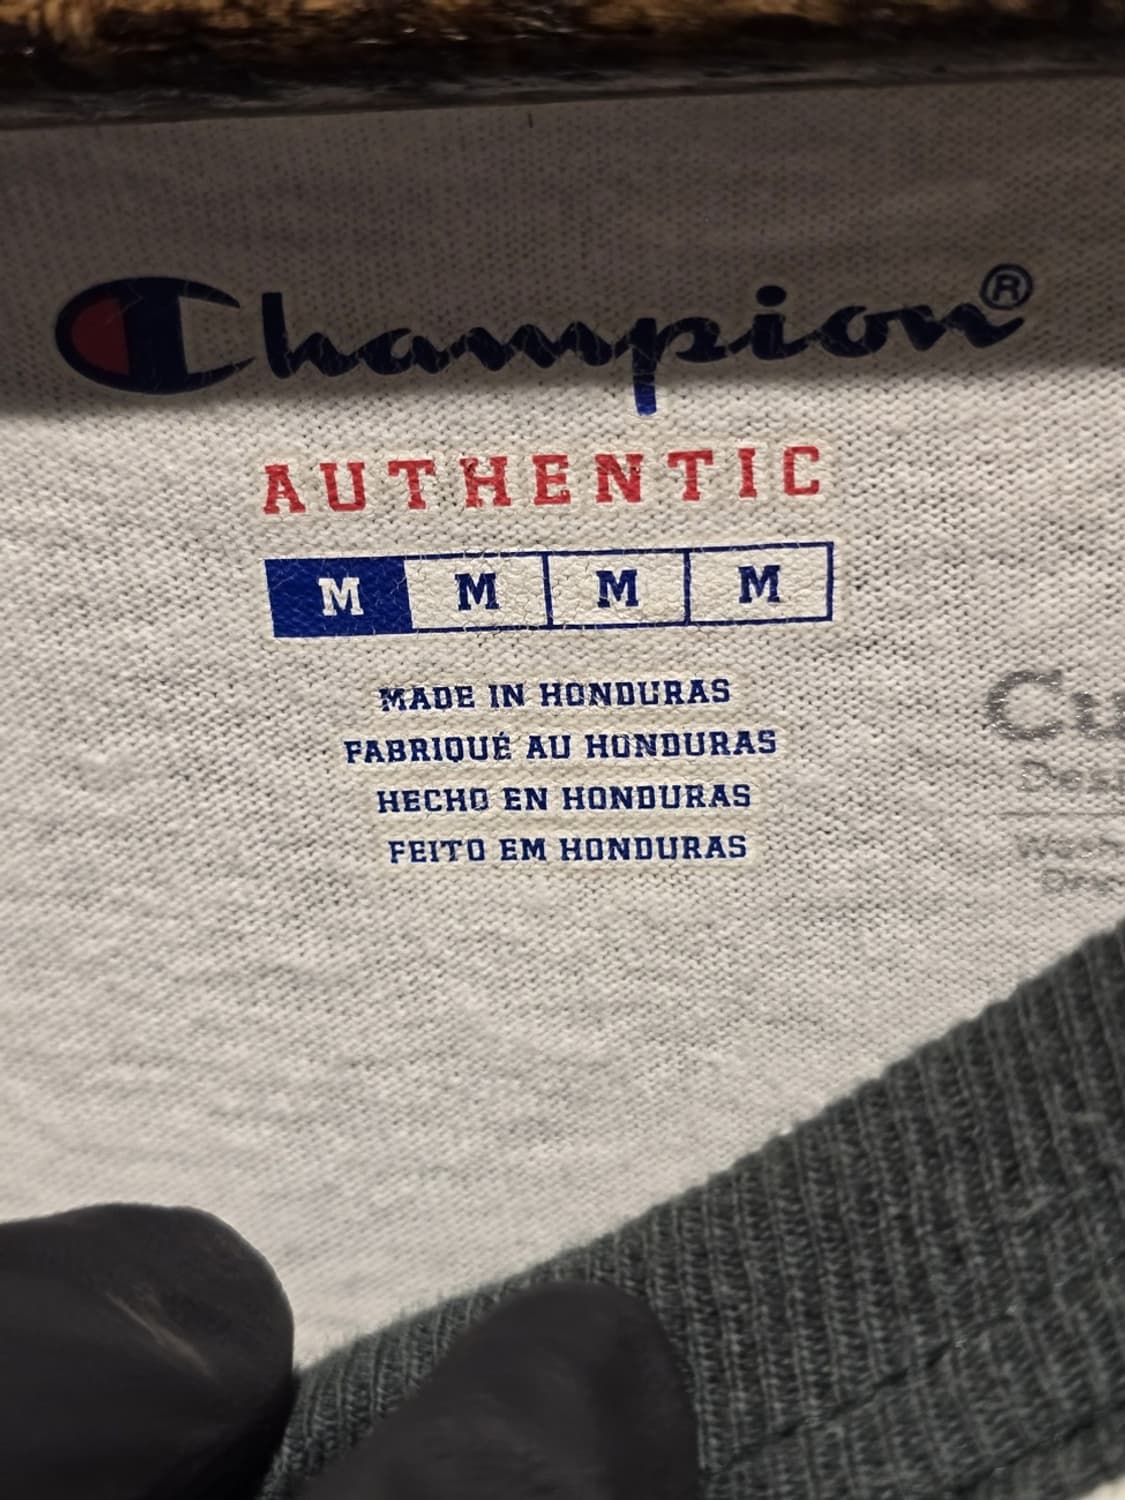 Champion®
AUTHENTIC
M M M M
MADE IN HONDURAS
FABRIQUÉ AU HONDURAS
HECHO EN HONDURAS
FEITO EM HONDURAS